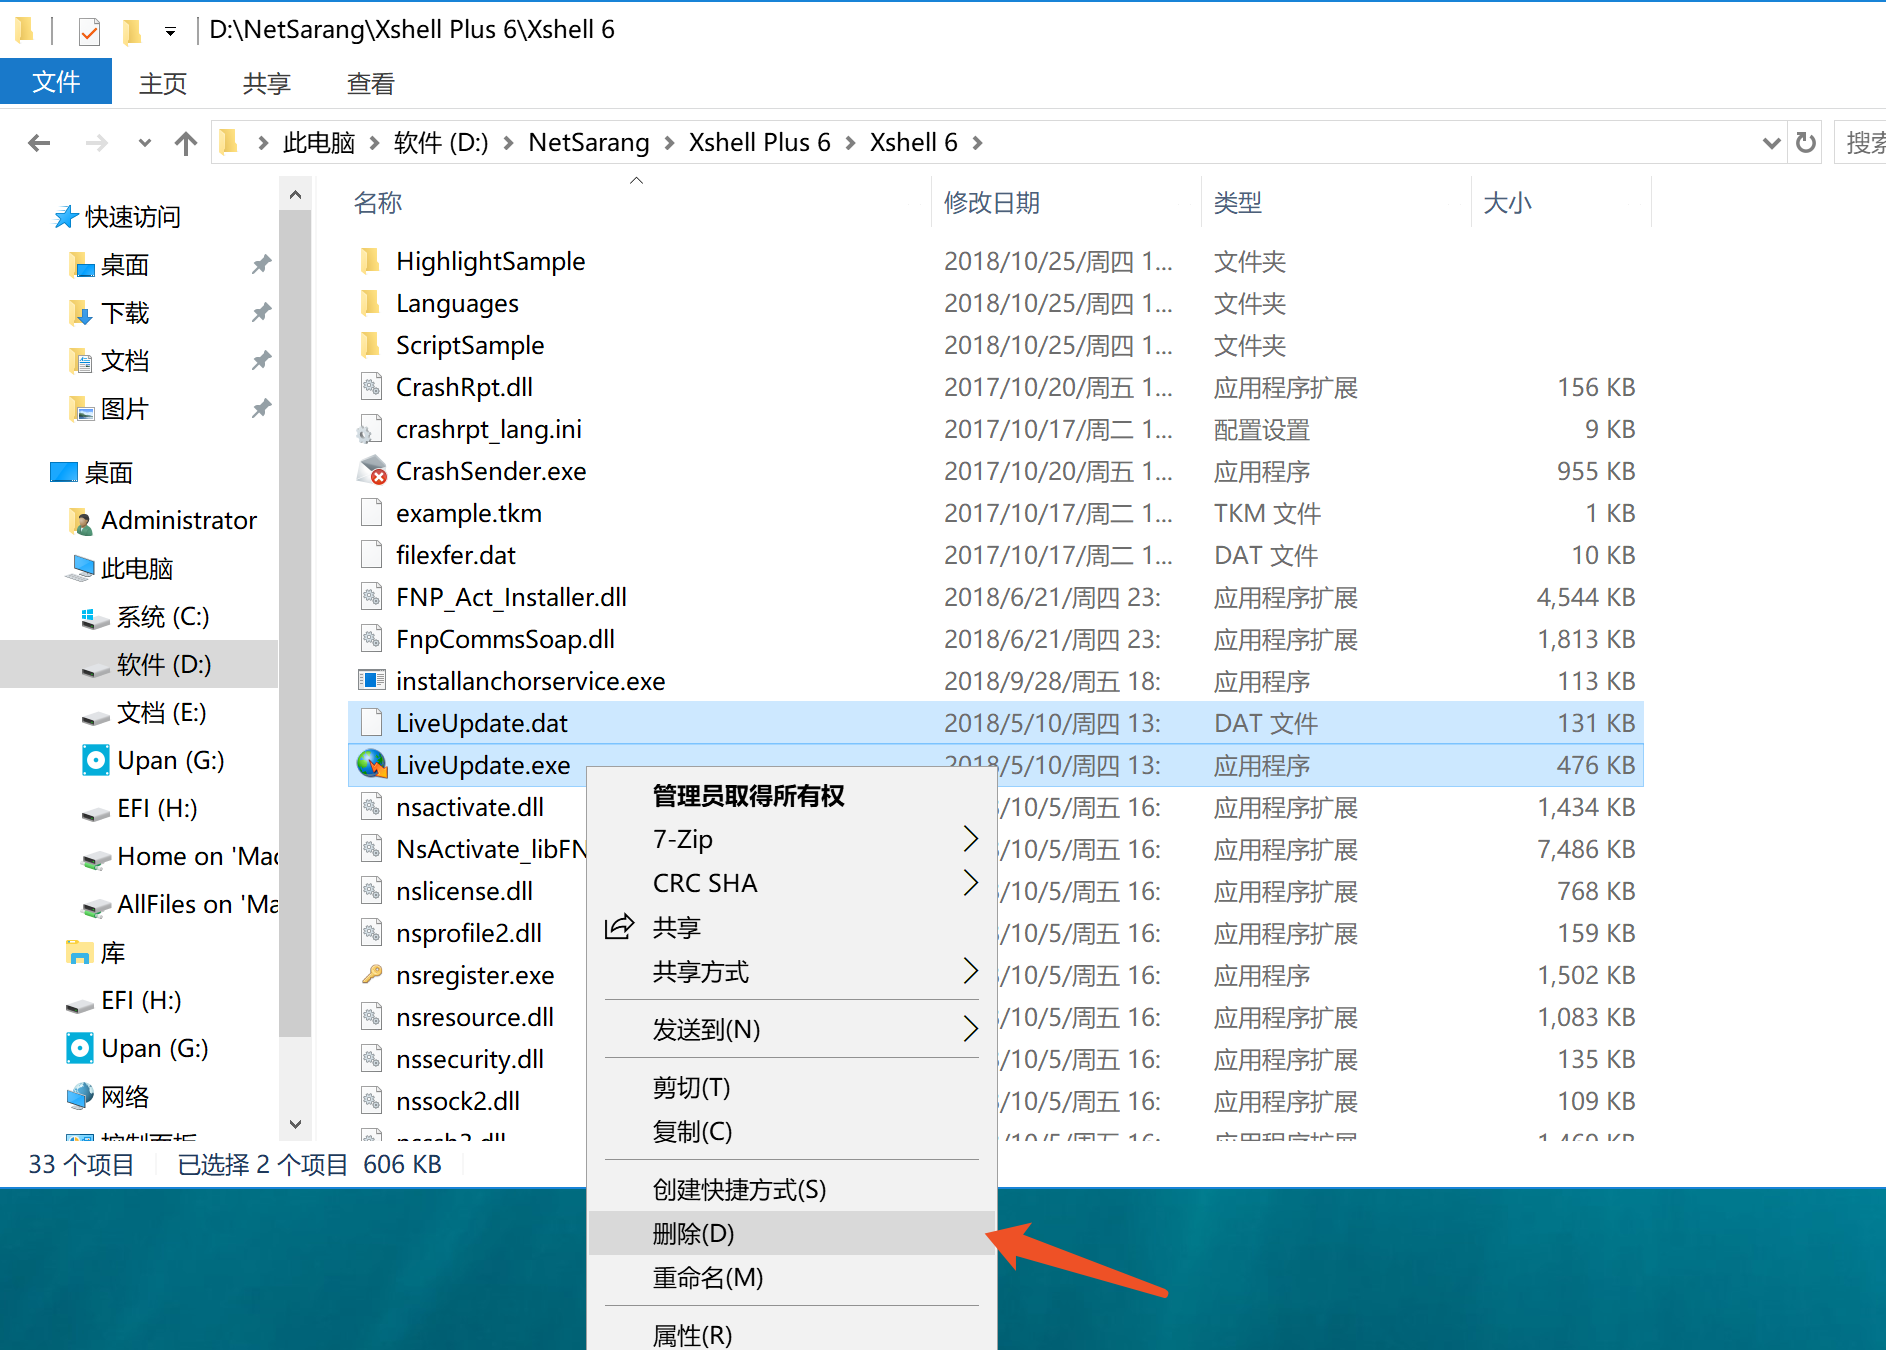 D:\NetSarang\Xshell Plus 6\Xshell 6
文件 主页 共享 查看
此电脑 软件 (D:) NetSarang Xshell Plus 6 Xshell 6 搜索
快速访问
桌面
下载
文档
图片
桌面
Administrator
此电脑
系统 (C:)
软件 (D:)
文档 (E:)
Upan (G:)
EFI (H:)
Home on 'Mac
AllFiles on 'Ma
库
EFI (H:)
Upan (G:)
网络
控制面板
名称 修改日期 类型 大小
HighlightSample 2018/10/25/周四 1... 文件夹
Languages 2018/10/25/周四 1... 文件夹
ScriptSample 2018/10/25/周四 1... 文件夹
CrashRpt.dll 2017/10/20/周五 1... 应用程序扩展 156 KB
crashrpt_lang.ini 2017/10/17/周二 1... 配置设置 9 KB
CrashSender.exe 2017/10/20/周五 1... 应用程序 955 KB
example.tkm 2017/10/17/周二 1... TKM 文件 1 KB
filexfer.dat 2017/10/17/周二 1... DAT 文件 10 KB
FNP_Act_Installer.dll 2018/6/21/周四 23: 应用程序扩展 4,544 KB
FnpCommsSoap.dll 2018/6/21/周四 23: 应用程序扩展 1,813 KB
installanchorservice.exe 2018/9/28/周五 18: 应用程序 113 KB
LiveUpdate.dat 2018/5/10/周四 13: DAT 文件 131 KB
LiveUpdate.exe 2018/5/10/周四 13: 应用程序 476 KB
nsactivate.dll /10/5/周五 16: 应用程序扩展 1,434 KB
NsActivate_libFN /10/5/周五 16: 应用程序扩展 7,486 KB
nslicense.dll /10/5/周五 16: 应用程序扩展 768 KB
nsprofile2.dll /10/5/周五 16: 应用程序扩展 159 KB
nsregister.exe /10/5/周五 16: 应用程序 1,502 KB
nsresource.dll /10/5/周五 16: 应用程序扩展 1,083 KB
nssecurity.dll /10/5/周五 16: 应用程序扩展 135 KB
nssock2.dll /10/5/周五 16: 应用程序扩展 109 KB
/10/5/周五 16: 应用程序扩展
管理员取得所有权
7-Zip
CRC SHA
共享
共享方式
发送到(N)
剪切(T)
复制(C)
创建快捷方式(S)
删除(D)
重命名(M)
属性(R)
33 个项目 已选择 2 个项目 606 KB